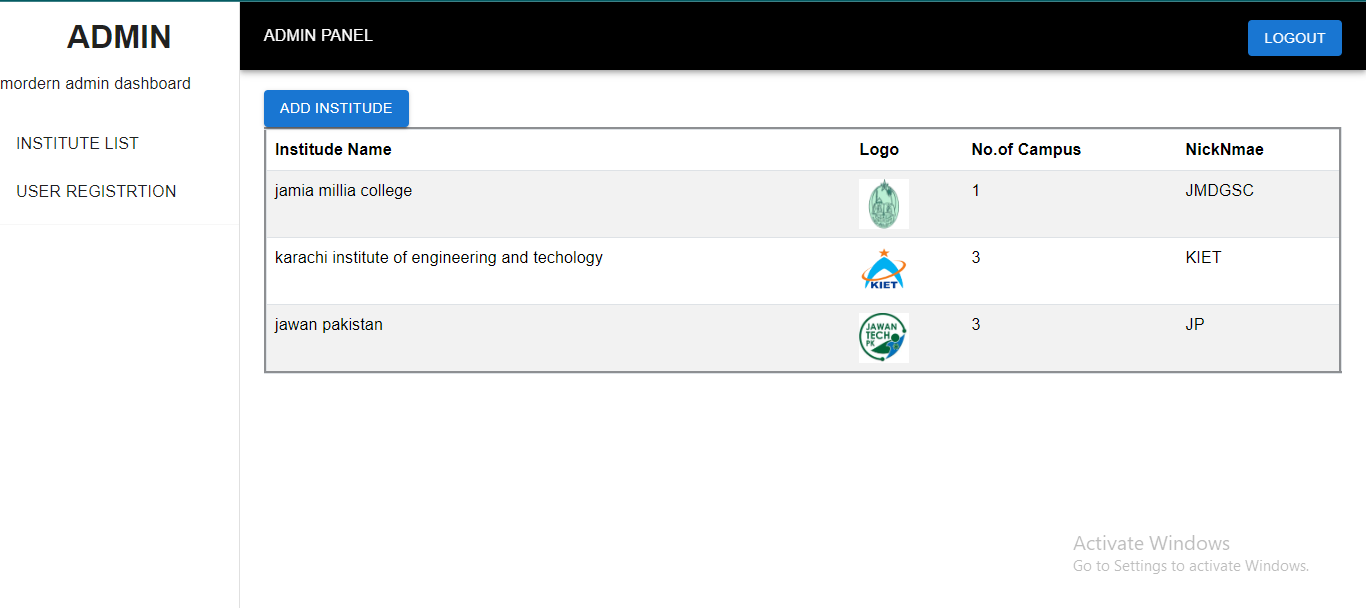 ADMIN
mordern admin dashboard
INSTITUTE LIST
USER REGISTRTION
ADMIN PANEL
LOGOUT
ADD INSTITUDE
Institude Name Logo No.of Campus NickNmae
jamia millia college 1 JMDGSC
karachi institute of engineering and techology KIET 3 KIET
jawan pakistan JAWAN TECH PK 3 JP
Activate Windows
Go to Settings to activate Windows.